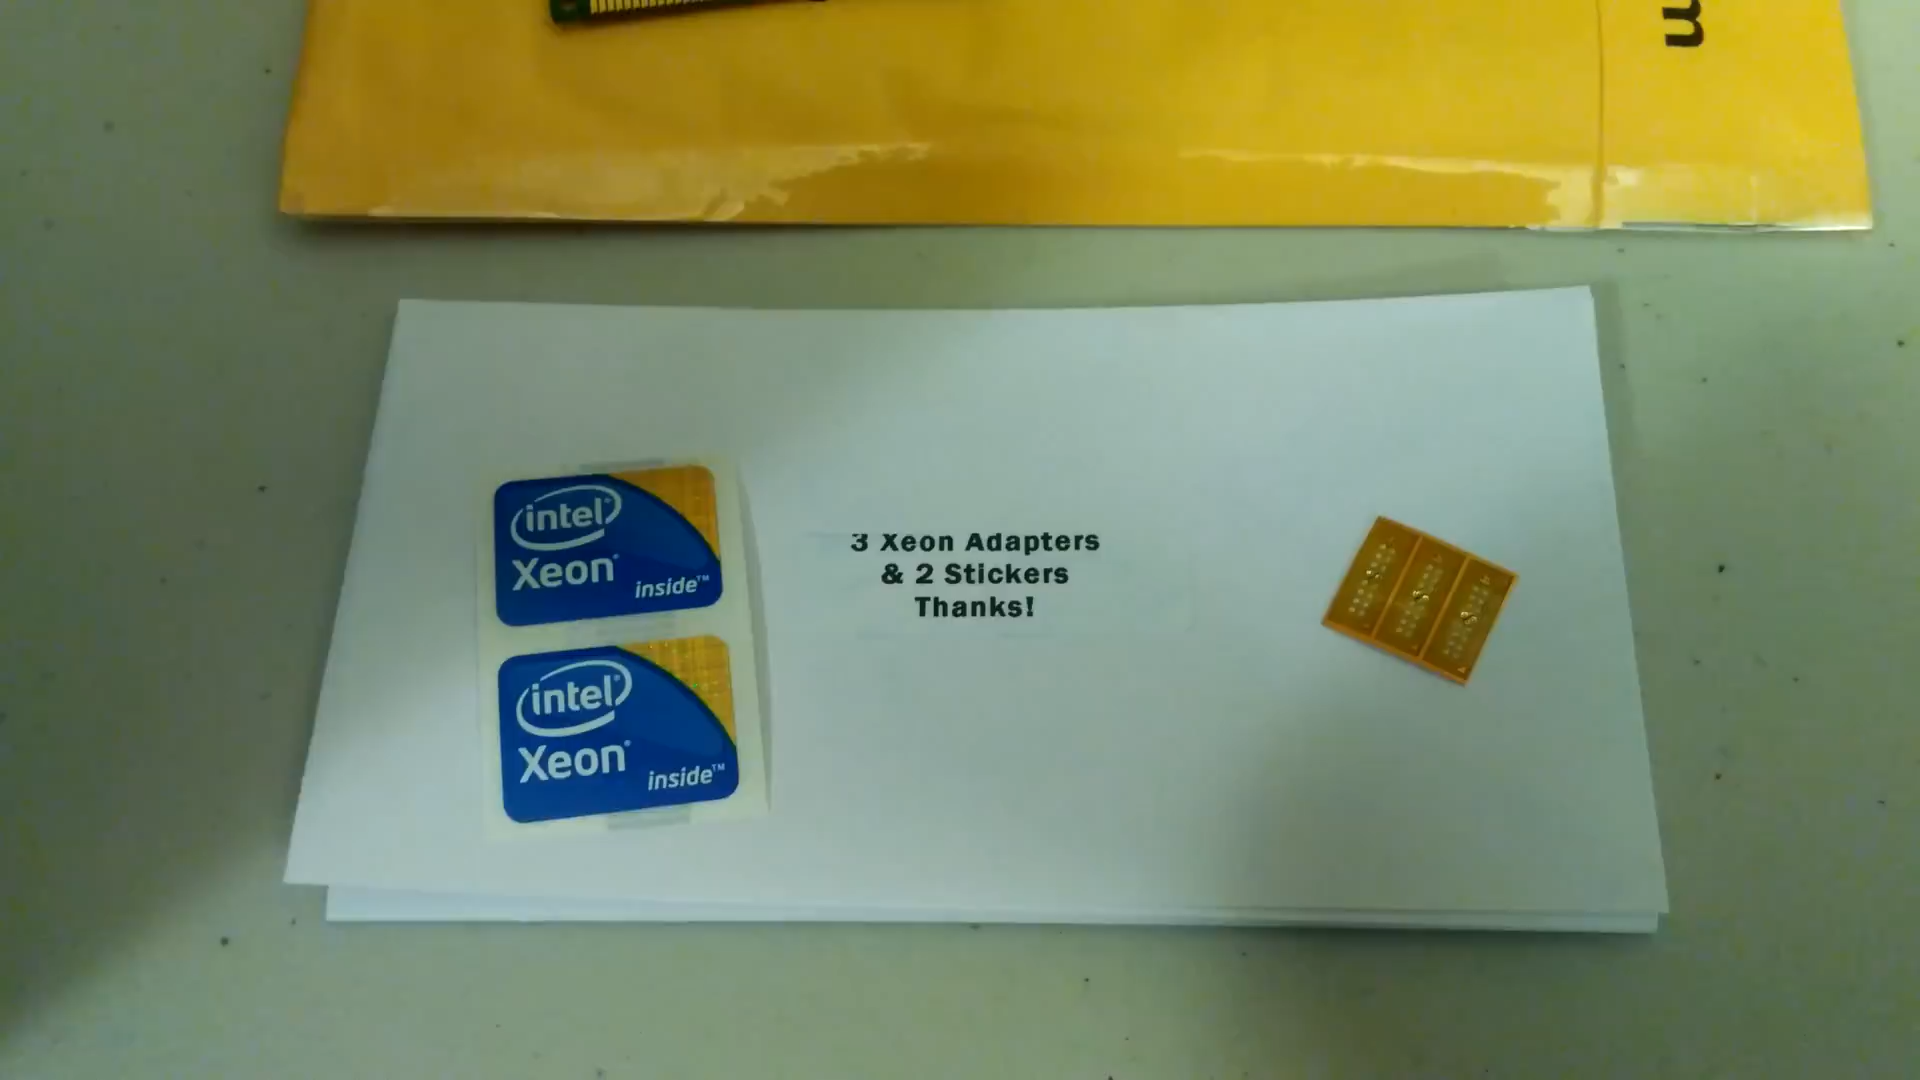 m
intel
Xeon
inside™
intel
Xeon
inside™
3 Xeon Adapters
& 2 Stickers
Thanks!